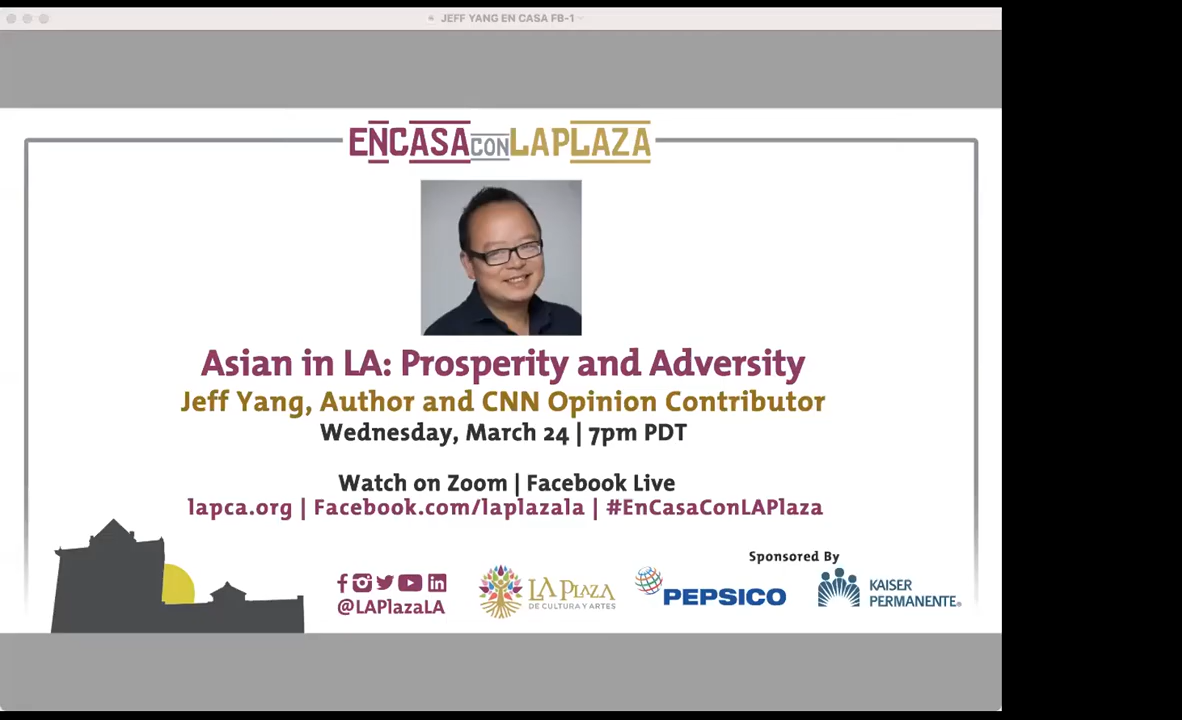 JEFF YANG EN CASA FB-1
ENCASACONLAPLAZA
Asian in LA: Prosperity and Adversity
Jeff Yang, Author and CNN Opinion Contributor
Wednesday, March 24 | 7pm PDT
Watch on Zoom | Facebook Live
lapca.org | Facebook.com/laplazala | #EnCasaConLAPlaza
Sponsored By
@LAPlazaLA
LA PLAZA
DE CULTURA Y ARTES
PEPSICO
KAISER
PERMANENTE®